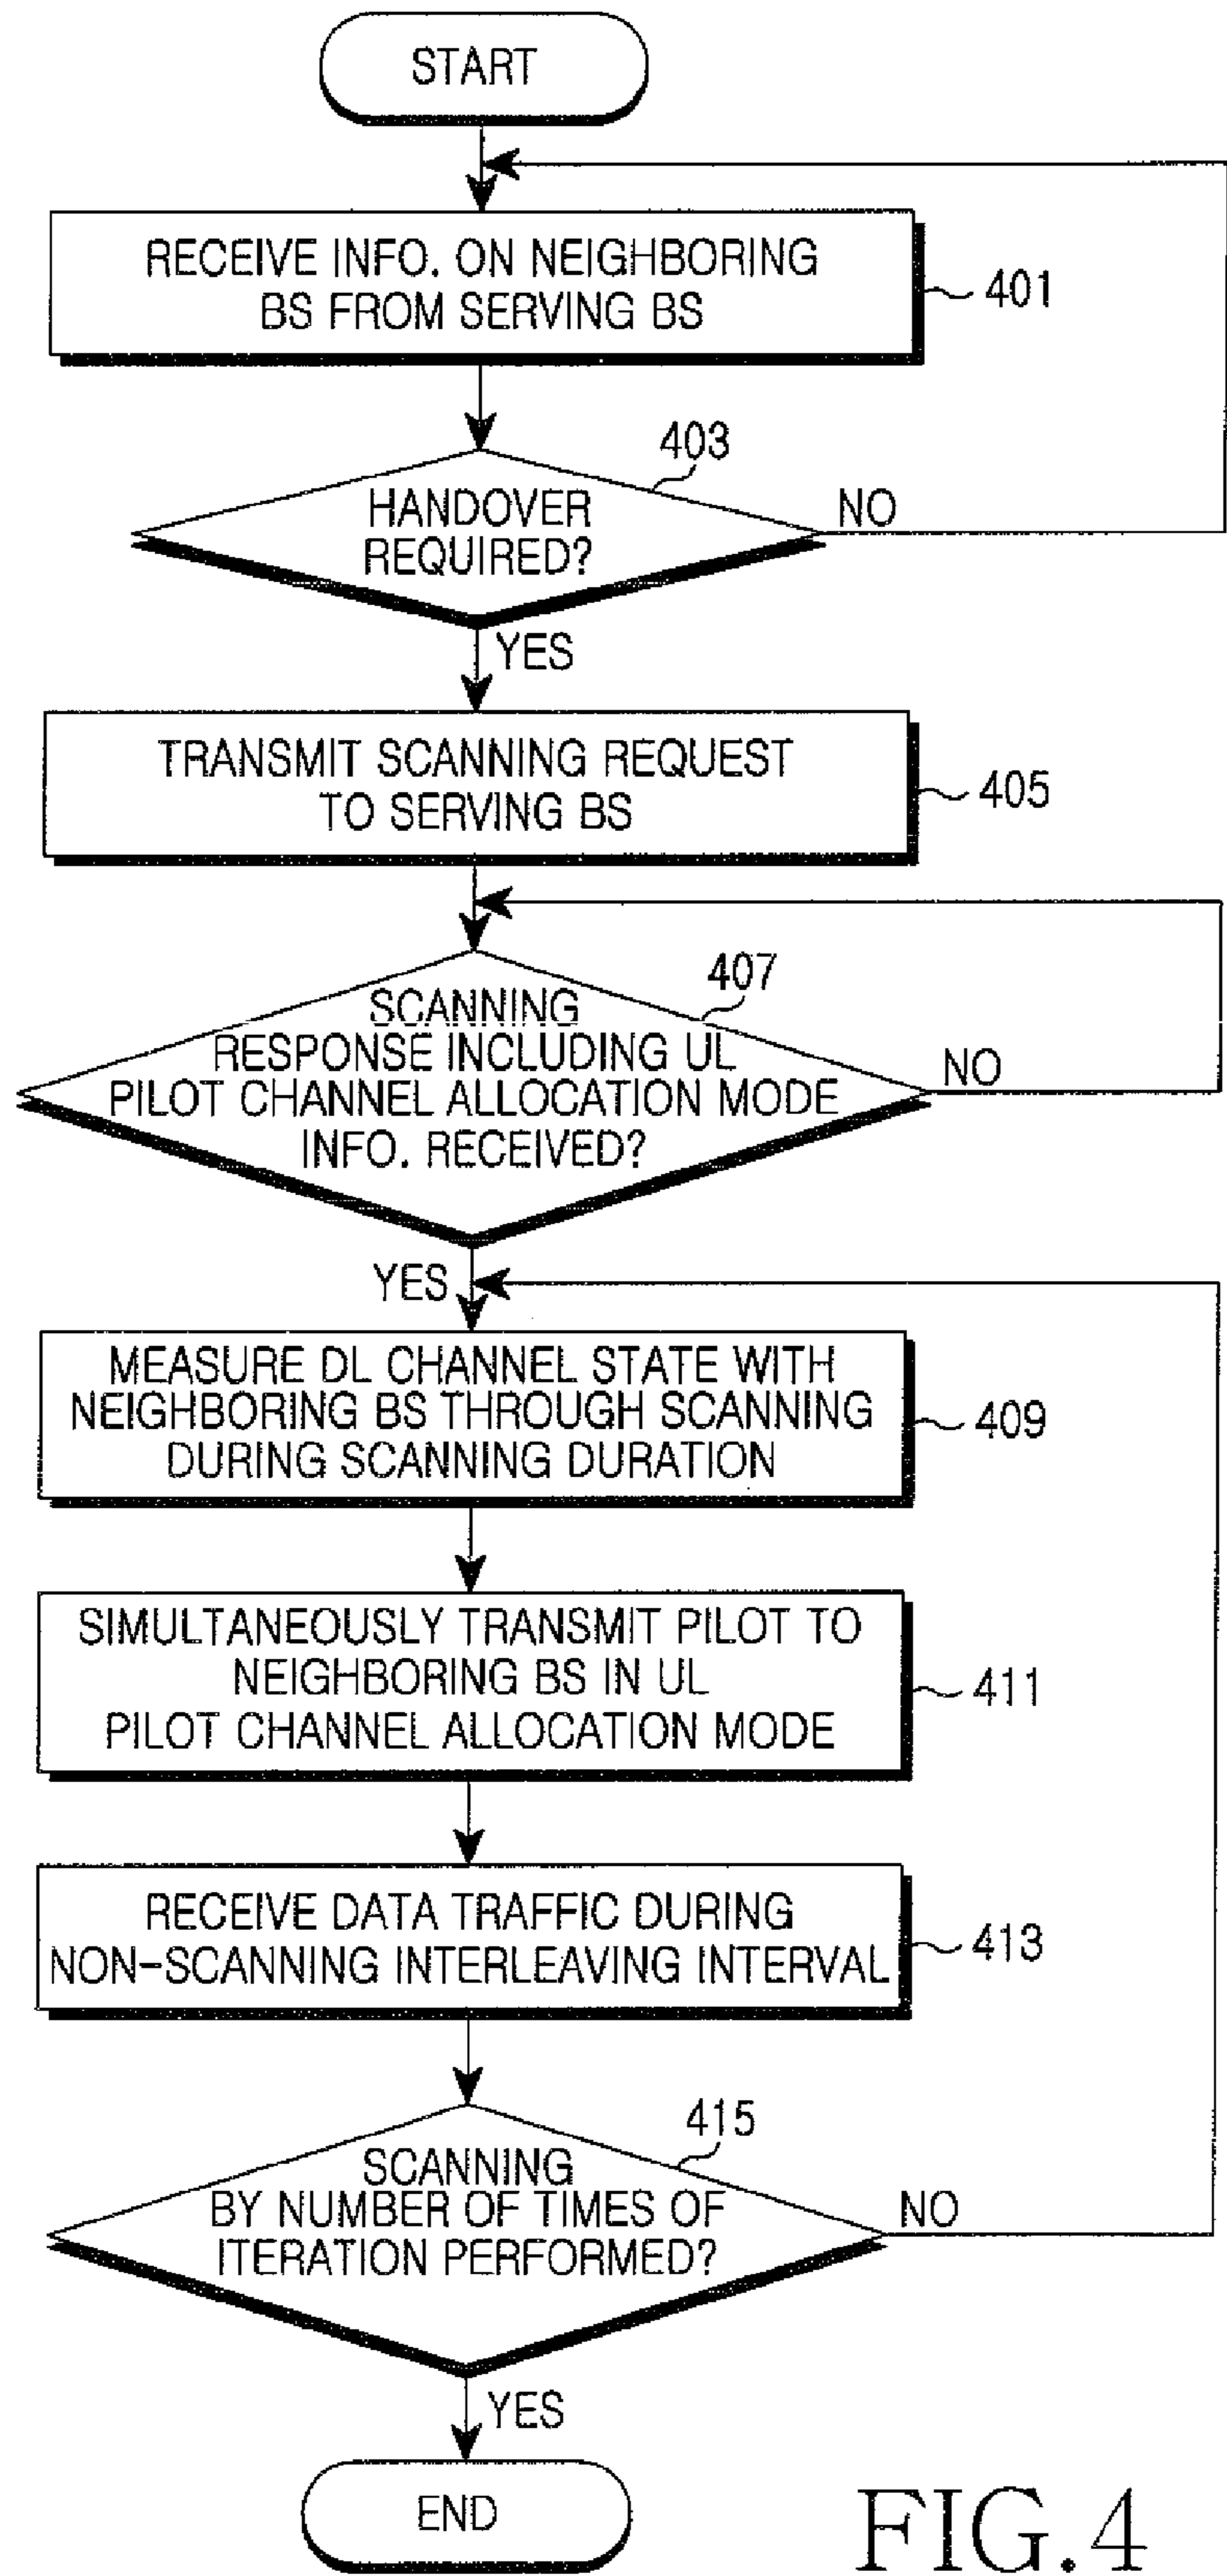 START
RECEIVE INFO. ON NEIGHBORING
BS FROM SERVING BS
401
403
HANDOVER
REQUIRED?
NO
YES
TRANSMIT SCANNING REQUEST
TO SERVING BS
405
407
SCANNING
RESPONSE INCLUDING UL
PILOT CHANNEL ALLOCATION MODE
INFO. RECEIVED?
NO
YES
MEASURE DL CHANNEL STATE WITH
NEIGHBORING BS THROUGH SCANNING
DURING SCANNING DURATION
409
SIMULTANEOUSLY TRANSMIT PILOT TO
NEIGHBORING BS IN UL
PILOT CHANNEL ALLOCATION MODE
411
RECEIVE DATA TRAFFIC DURING
NON-SCANNING INTERLEAVING INTERVAL
413
415
SCANNING
BY NUMBER OF TIMES OF
ITERATION PERFORMED?
NO
YES
END
FIG.4